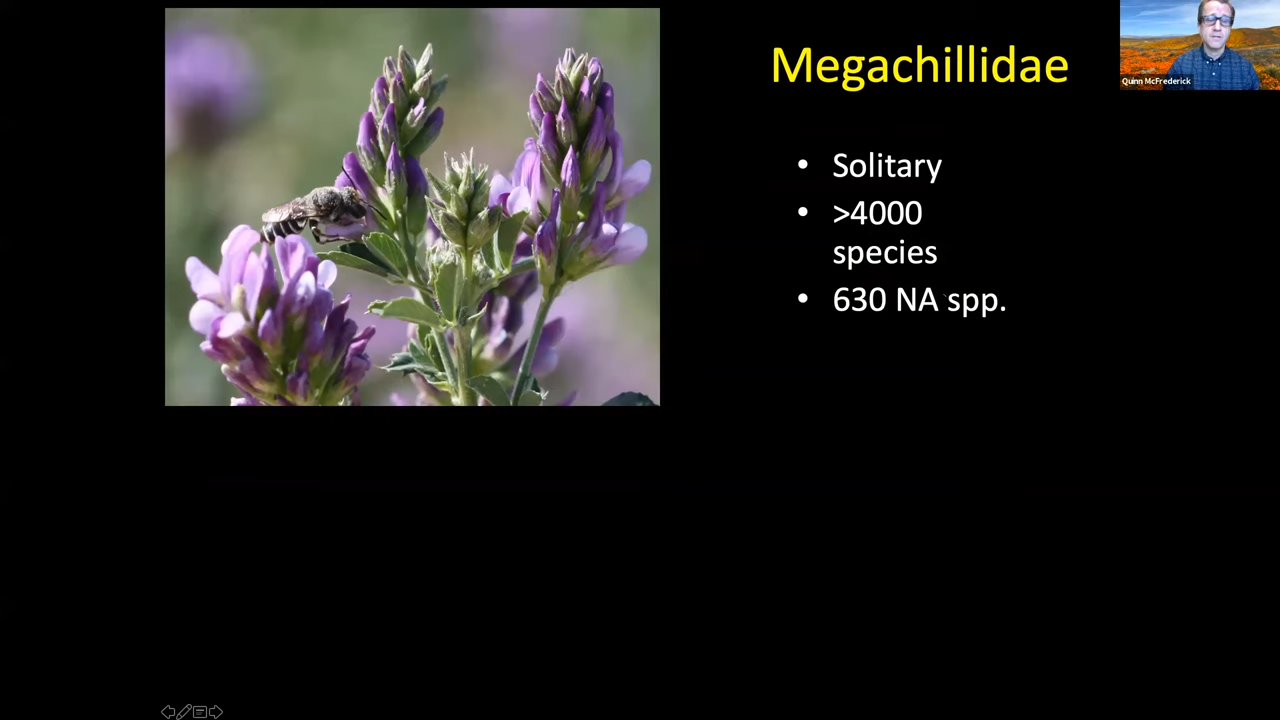 Megachillidae
• Solitary
• >4000
species
• 630 NA spp.
Quinn McFrederick